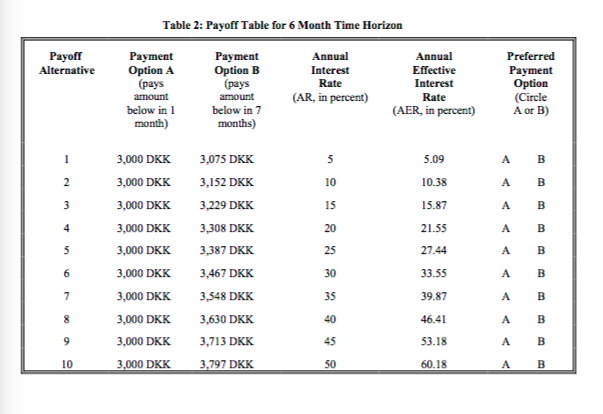 Table 2: Payoff Table for 6 Month Time Horizon
Payoff Payment Payment Annual Annual Preferred
Alternative Option A Option B Interest Effective Payment
(pays (pays Rate Interest Option
amount amount (AR, in percent) Rate (Circle
below in 1 below in 7 (AER, in percent) A or B)
month) months)
1 3,000 DKK 3,075 DKK 5 5.09 A B
2 3,000 DKK 3,152 DKK 10 10.38 A B
3 3,000 DKK 3,229 DKK 15 15.87 A B
4 3,000 DKK 3,308 DKK 20 21.55 A B
5 3,000 DKK 3,387 DKK 25 27.44 A B
6 3,000 DKK 3,467 DKK 30 33.55 A B
7 3,000 DKK 3,548 DKK 35 39.87 A B
8 3,000 DKK 3,630 DKK 40 46.41 A B
9 3,000 DKK 3,713 DKK 45 53.18 A B
10 3,000 DKK 3,797 DKK 50 60.18 A B